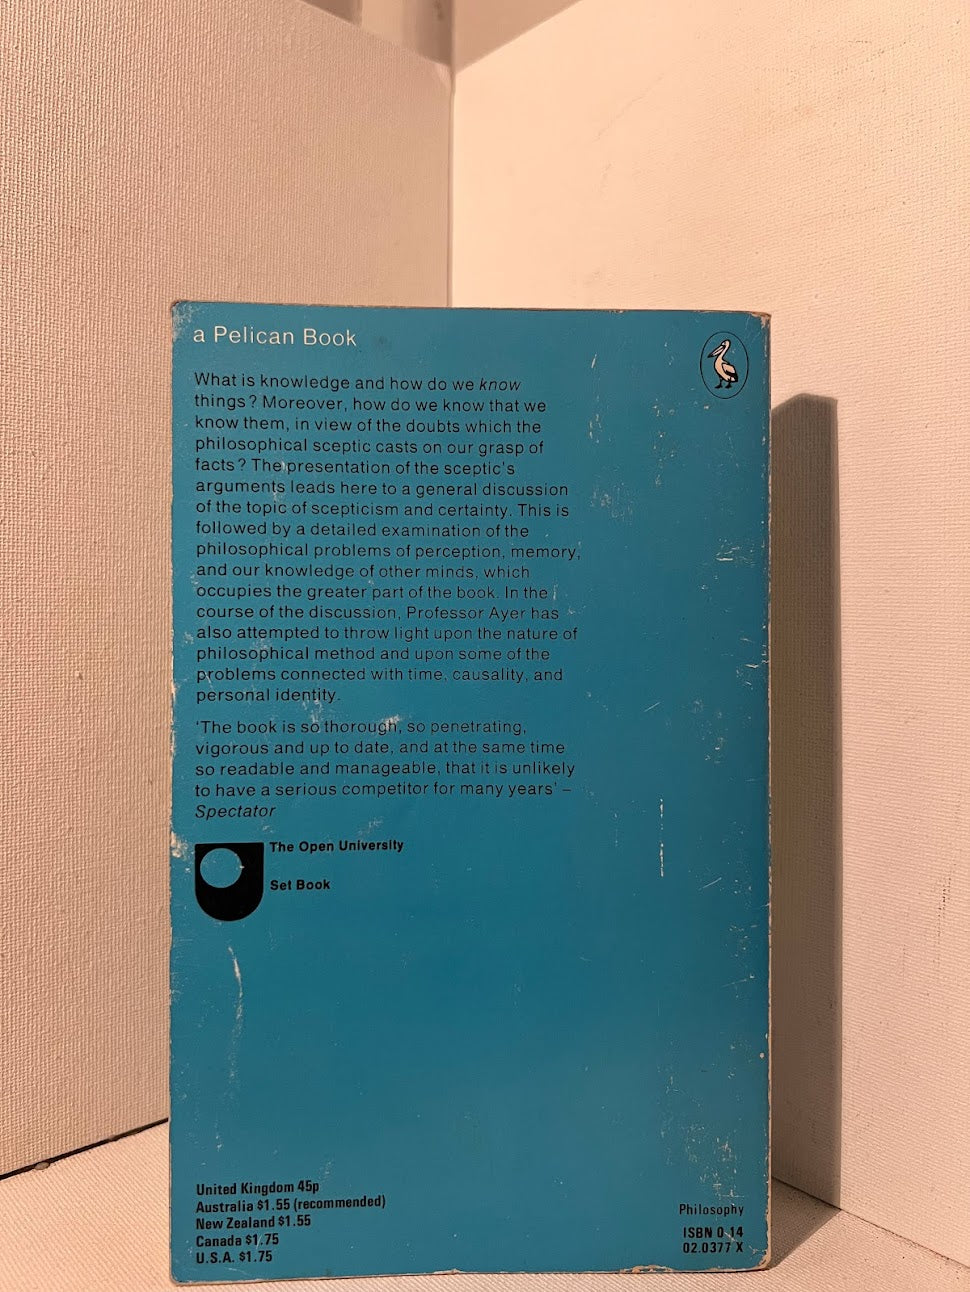 a Pelican Book
What is knowledge and how do we know
things? Moreover, how do we know that we
know them, in view of the doubts which the
philosophical sceptic casts on our grasp of
facts? The presentation of the sceptic's
arguments leads here to a general discussion
of the topic of scepticism and certainty. This is
followed by a detailed examination of the
philosophical problems of perception, memory,
and our knowledge of other minds, which
occupies the greater part of the book. In the
course of the discussion, Professor Ayer has
also attempted to throw light upon the nature of
philosophical method and upon some of the
problems connected with time, causality, and
personal identity.
'The book is so thorough, so penetrating,
vigorous and up to date, and at the same time
so readable and manageable, that it is unlikely
to have a serious competitor for many years' –
Spectator
The Open University
Set Book
United Kingdom 45p
Australia $1.55 (recommended)
New Zealand $1.55
Canada $1.75
U.S.A. $1.75
Philosophy
ISBN 0 14
02.0377 X